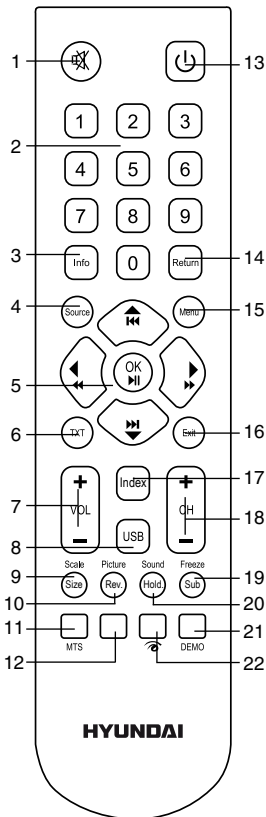 1 13
1 2 3
2
4 5 6
7 8 9
3 Info 0 Return 14
4 Source Menu 15
5 OK
6 TXT Exit 16
Index 17
7 + VOL - + CH - 18
8 USB
Scale Picture Sound Freeze
9 Size Rev. Hold. Sub 19
10 20
11 21
MTS DEMO
12 22
HYUNDAI